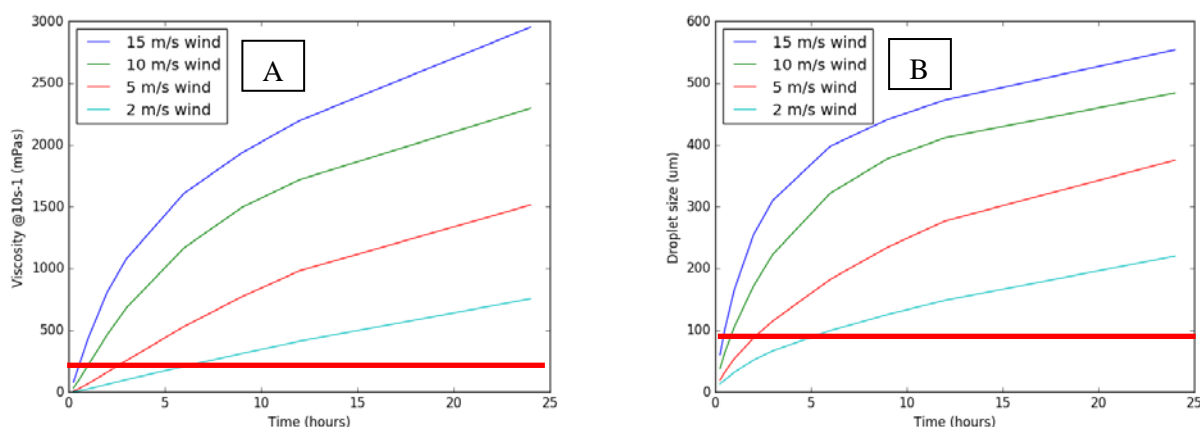 3000
2500
2000
1500
1000
500
0
Viscosity @10s-1 (mPas)
15 m/s wind
10 m/s wind
5 m/s wind
2 m/s wind
A
0 5 10 15 20 25
Time (hours)
600
500
400
300
200
100
0
Droplet size (um)
15 m/s wind
10 m/s wind
5 m/s wind
2 m/s wind
B
0 5 10 15 20 25
Time (hours)